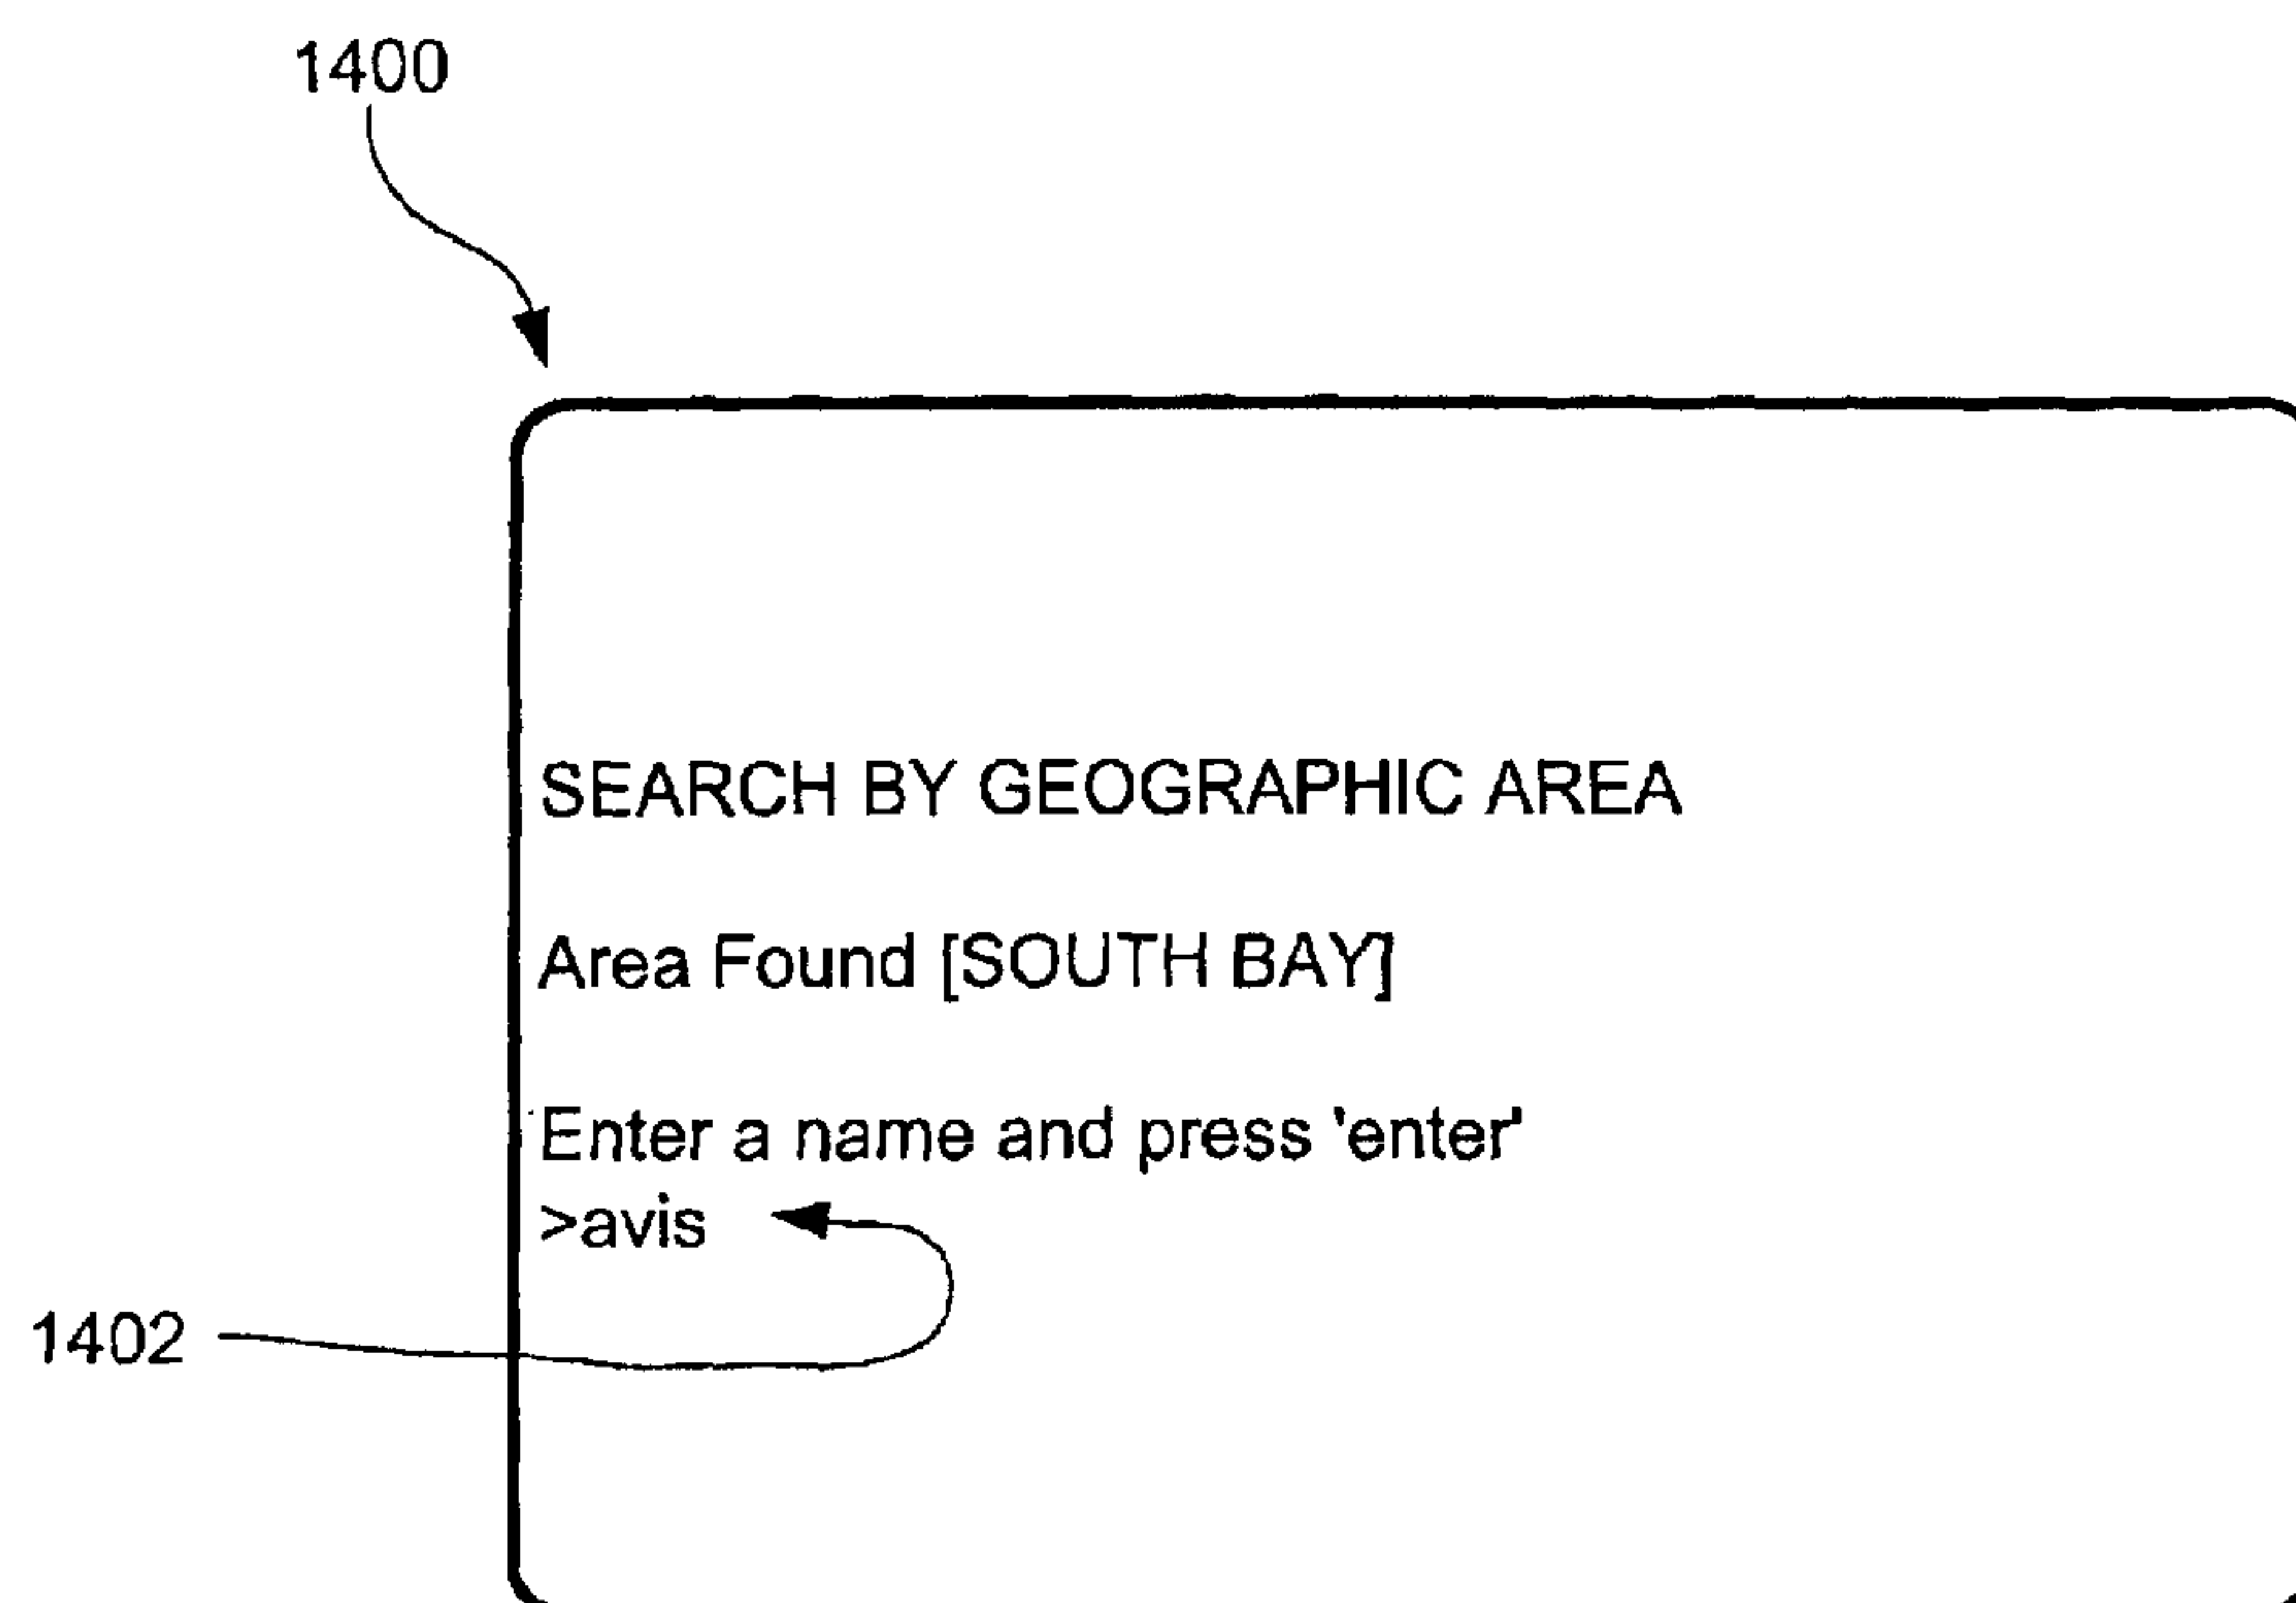 1400
SEARCH BY GEOGRAPHIC AREA
Area Found [SOUTH BAY]
Enter a name and press 'enter'
>avis
1402